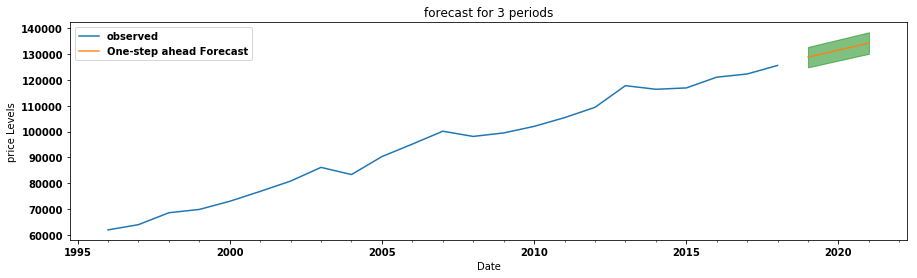 forecast for 3 periods
observed
One-step ahead Forecast
price Levels
140000
130000
120000
110000
100000
90000
80000
70000
60000
1995 2000 2005 2010 2015 2020
Date